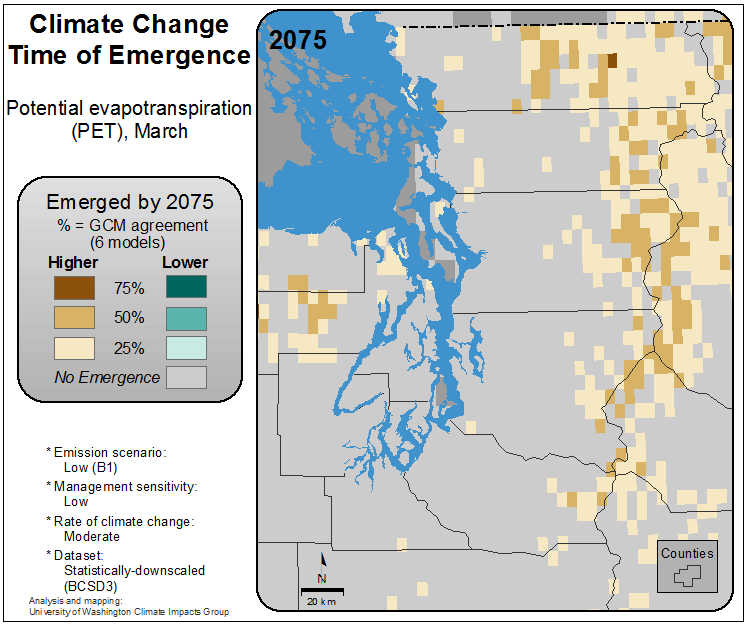 Climate Change
Time of Emergence
Potential evapotranspiration
(PET), March
Emerged by 2075
% = GCM agreement
(6 models)
Higher Lower
75%
50%
25%
No Emergence
* Emission scenario:
Low (B1)
* Management sensitivity:
Low
* Rate of climate change:
Moderate
* Dataset:
Statistically-downscaled
(BCSD3)
Analysis and mapping:
University of Washington Climate Impacts Group
2075
N
20 km
Counties